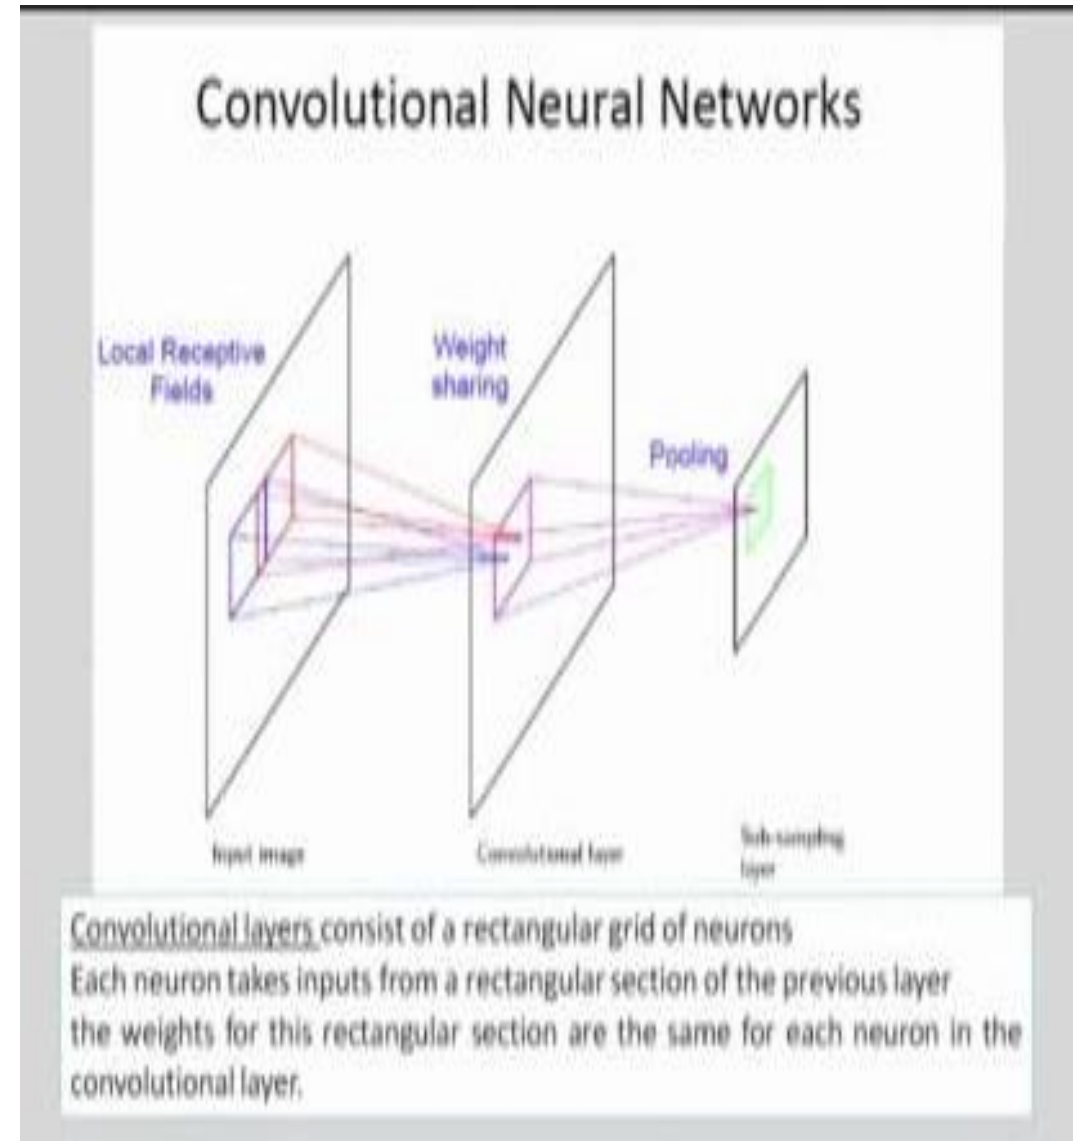 Convolutional Neural Networks
Local Receptive
Fields
Weight
sharing
Pooling
Input image
Convolutional layer
Sub-sampling
layer
Convolutional layers consist of a rectangular grid of neurons
Each neuron takes inputs from a rectangular section of the previous layer
the weights for this rectangular section are the same for each neuron in the
convolutional layer.